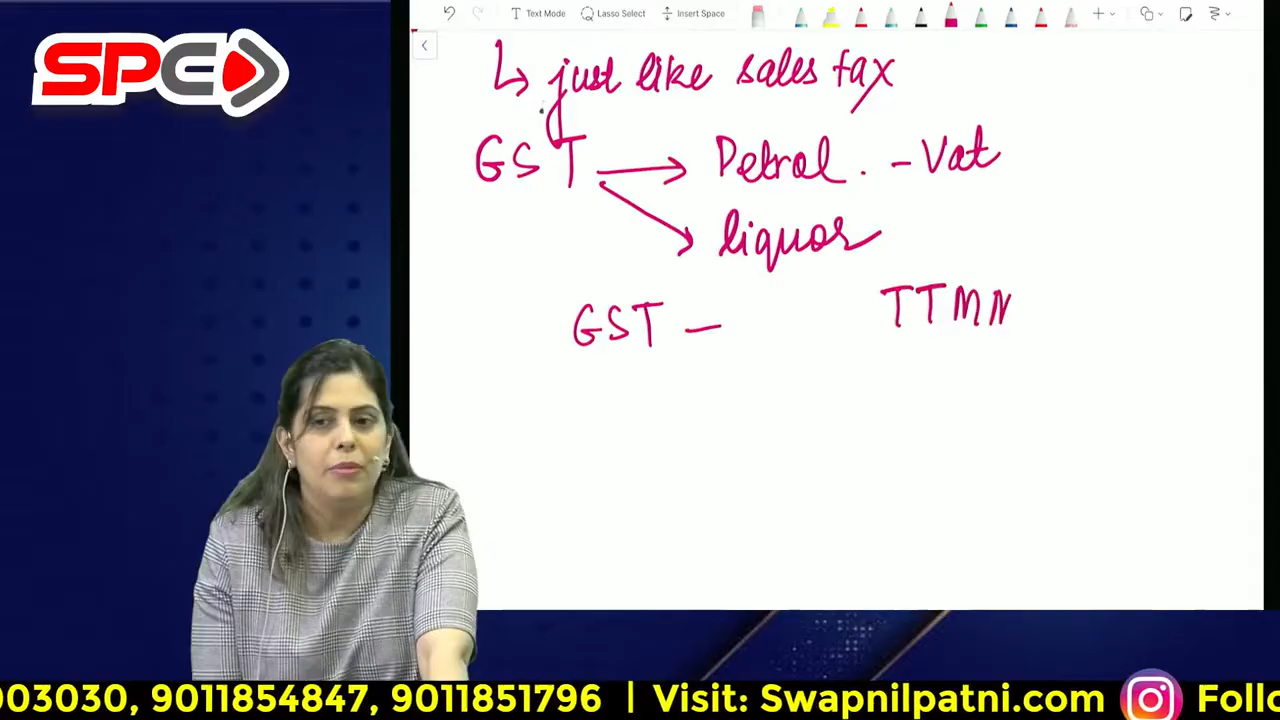 SPC
Text Mode Lasso Select Insert Space
↳ just like sales tax
GST → Petrol. - Vat
→ liquor
GST — TTMN
003030, 9011854847, 9011851796 | Visit: Swapnilpatni.com Follo